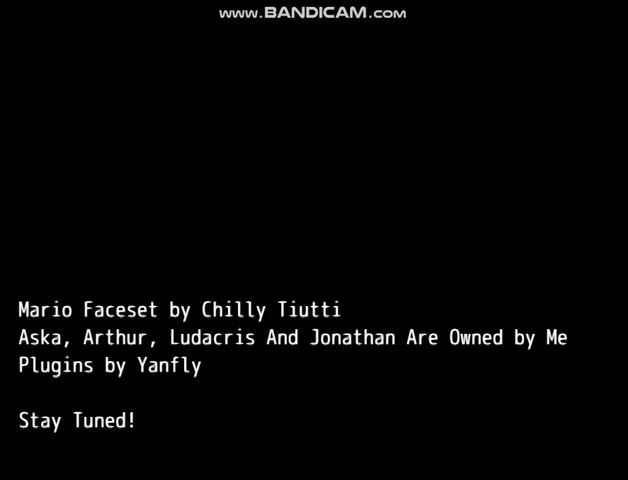 www.BANDICAM.com
Mario Faceset by Chilly Tiutti
Aska, Arthur, Ludacris And Jonathan Are Owned by Me
Plugins by Yanfly
Stay Tuned!